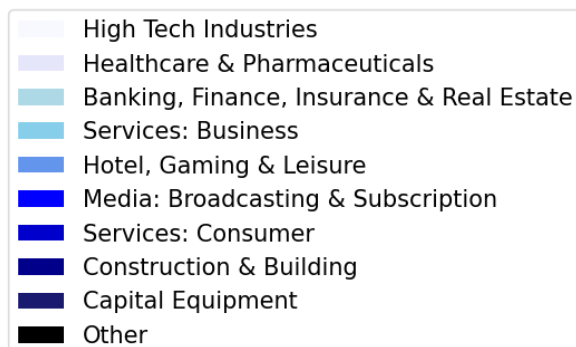 High Tech Industries
Healthcare & Pharmaceuticals
Banking, Finance, Insurance & Real Estate
Services: Business
Hotel, Gaming & Leisure
Media: Broadcasting & Subscription
Services: Consumer
Construction & Building
Capital Equipment
Other